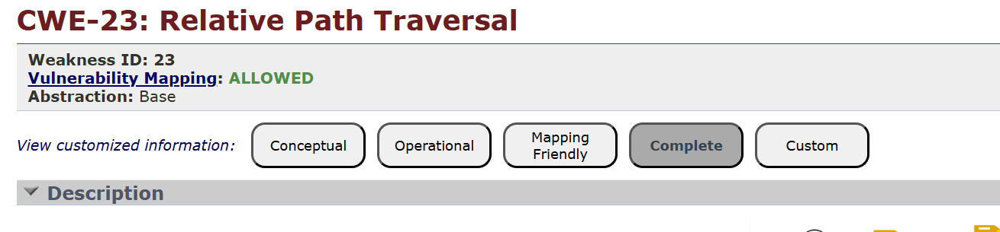 CWE-23: Relative Path Traversal
Weakness ID: 23
Vulnerability Mapping: ALLOWED
Abstraction: Base
View customized information:
Conceptual
Operational
Mapping
Friendly
Complete
Custom
Description